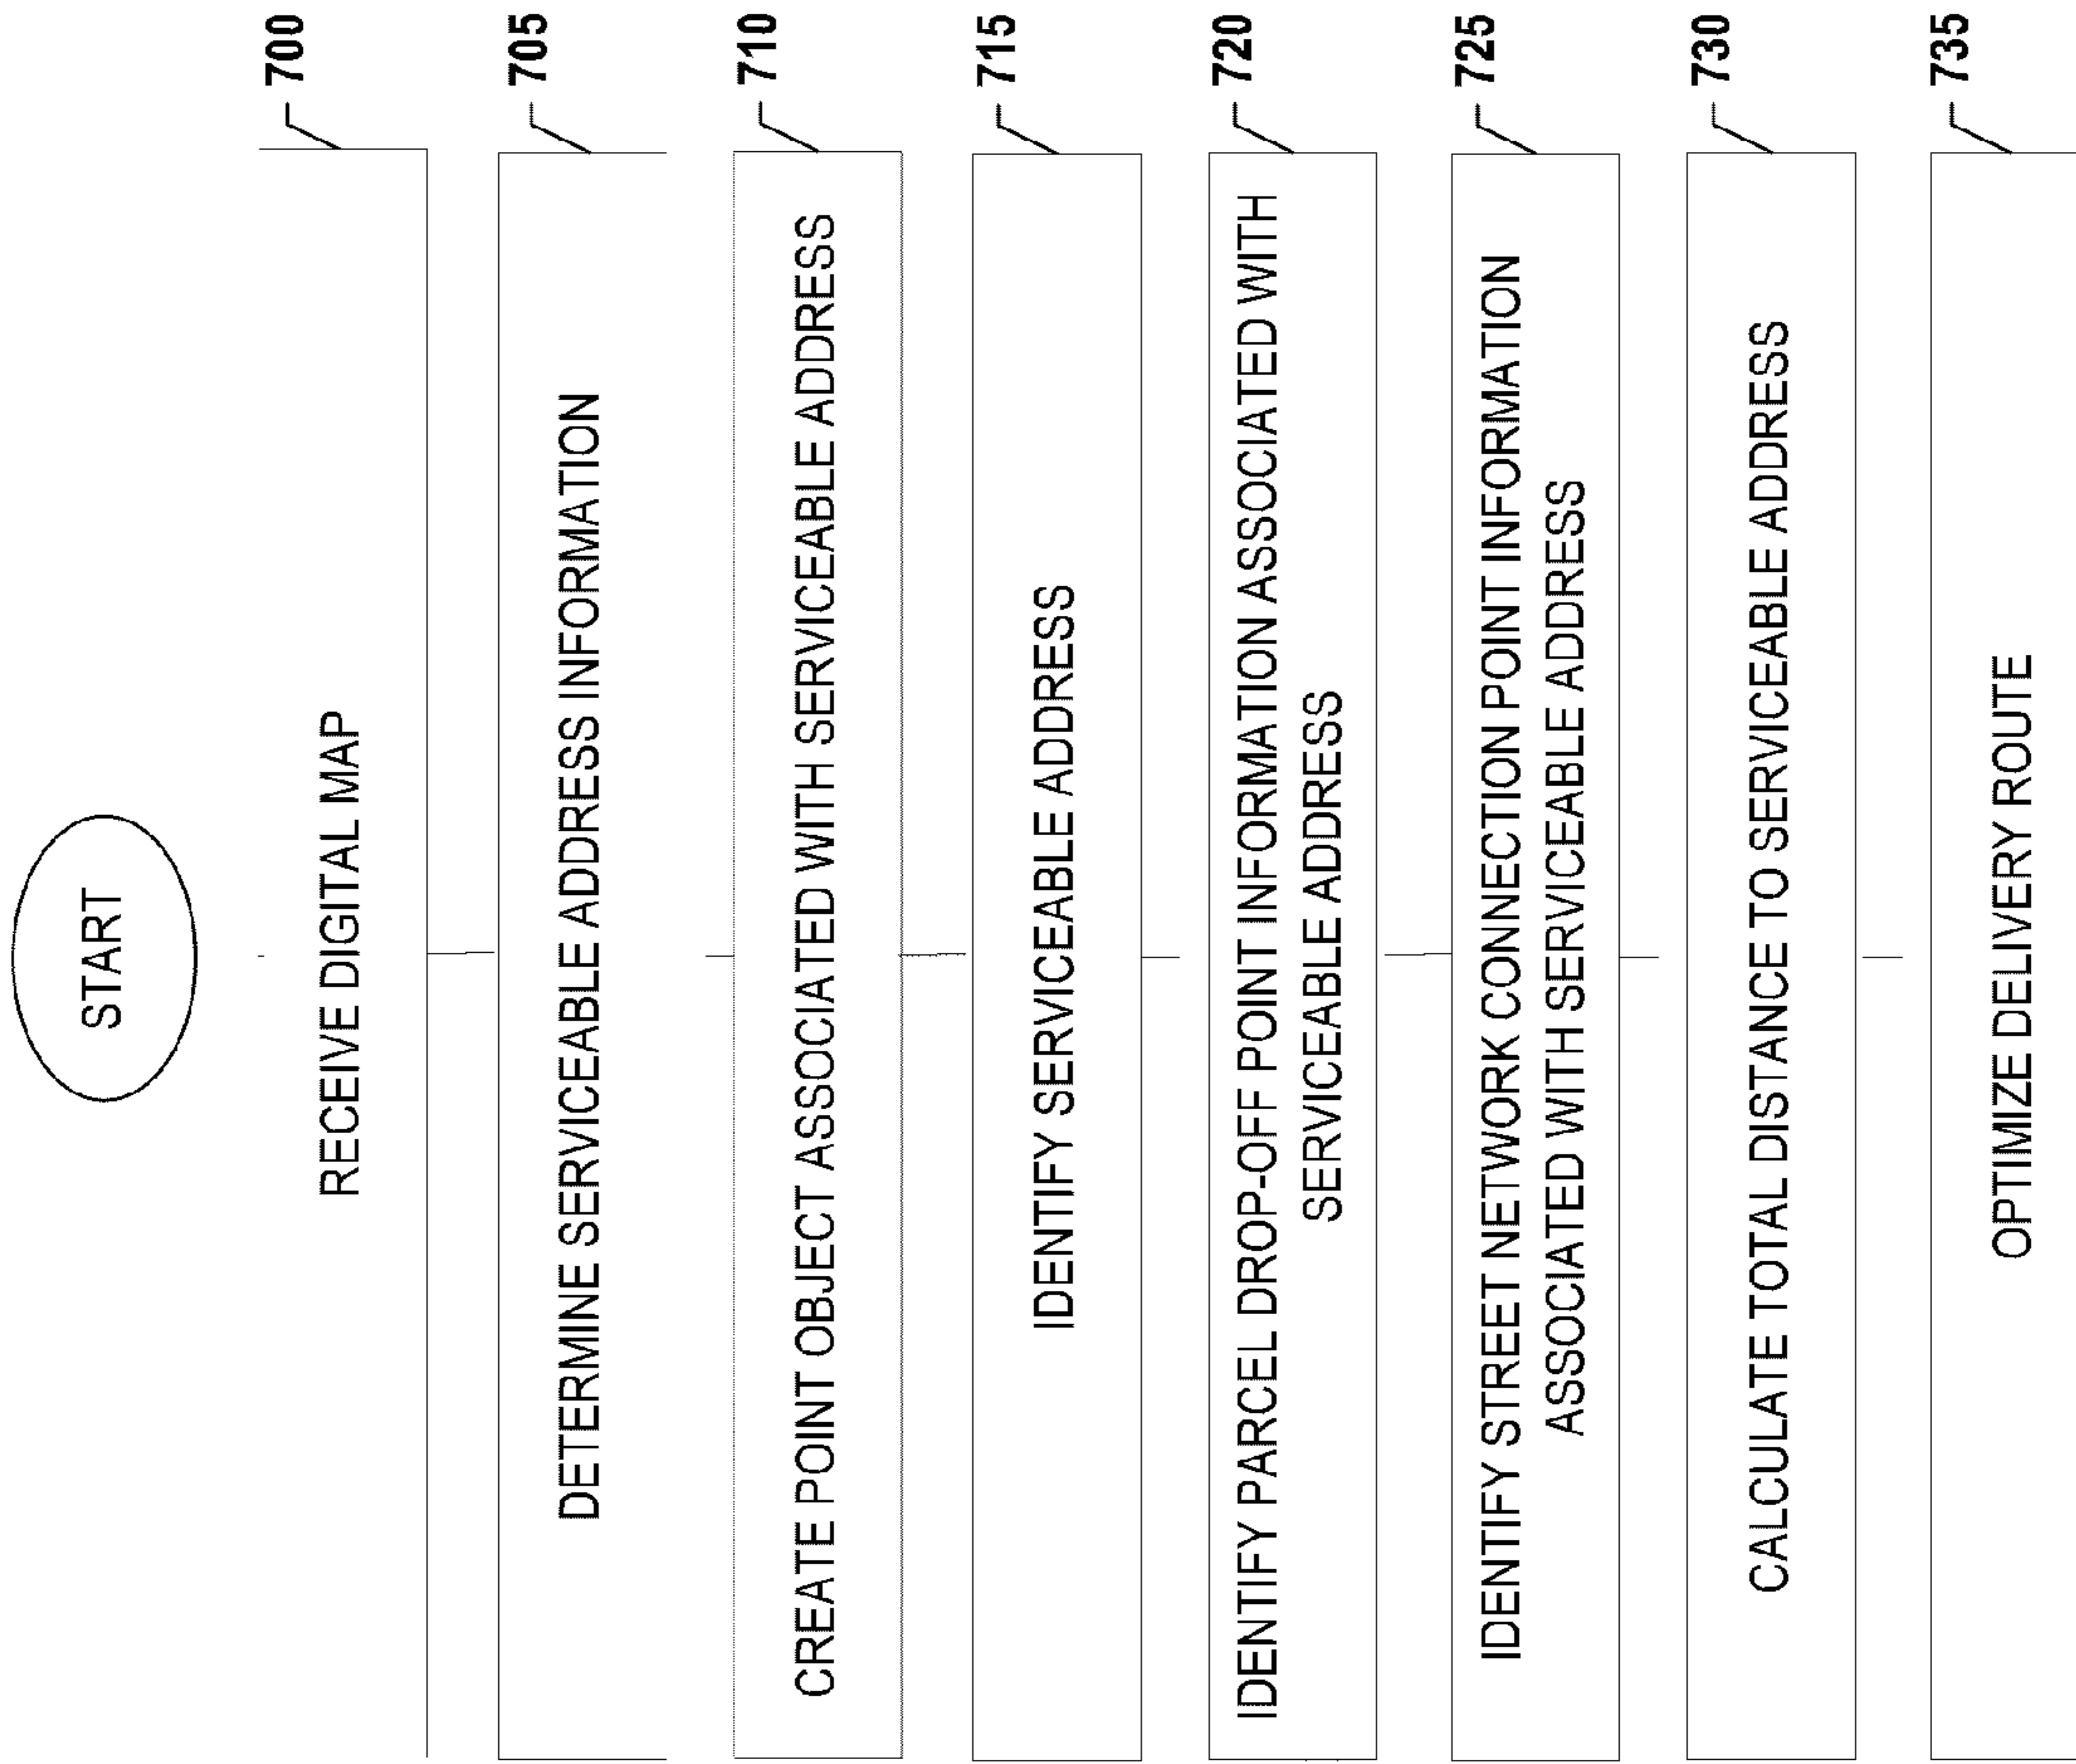 START
700
RECEIVE DIGITAL MAP
705
DETERMINE SERVICEABLE ADDRESS INFORMATION
710
CREATE POINT OBJECT ASSOCIATED WITH SERVICEABLE ADDRESS
715
IDENTIFY SERVICEABLE ADDRESS
720
IDENTIFY PARCEL DROP-OFF POINT INFORMATION ASSOCIATED WITH
SERVICEABLE ADDRESS
725
IDENTIFY STREET NETWORK CONNECTION POINT INFORMATION
ASSOCIATED WITH SERVICEABLE ADDRESS
730
CALCULATE TOTAL DISTANCE TO SERVICEABLE ADDRESS
735
OPTIMIZE DELIVERY ROUTE